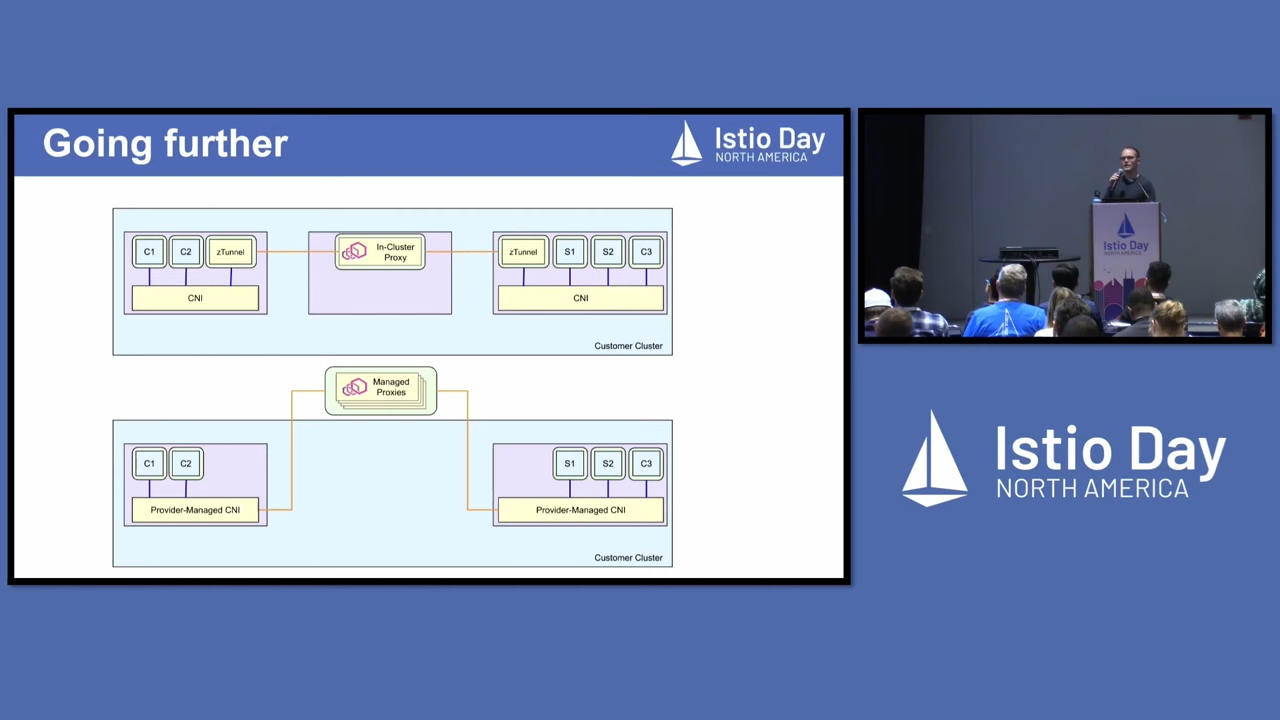 Going further
Istio Day
NORTH AMERICA
C1
C2
zTunnel
CNI
In-Cluster
Proxy
zTunnel
S1
S2
C3
CNI
Customer Cluster
Managed
Proxies
C1
C2
Provider-Managed CNI
S1
S2
C3
Provider-Managed CNI
Customer Cluster
Istio Day
NORTH AMERICA
Istio Day
NORTH AMERICA